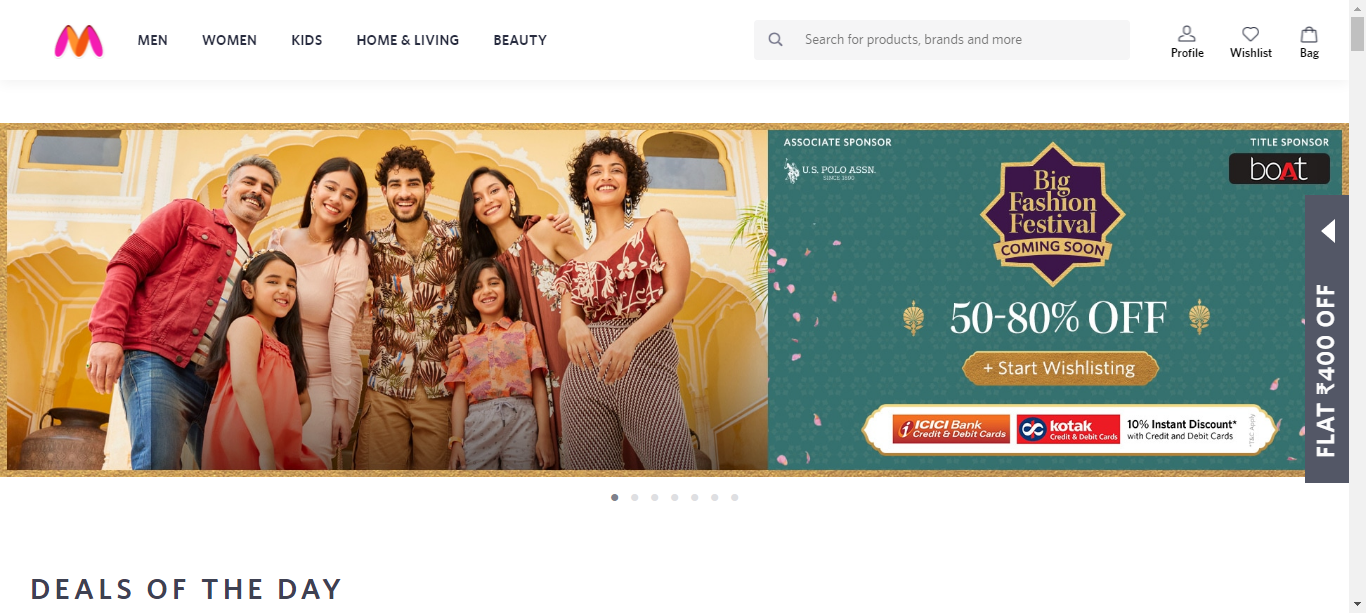 MEN
WOMEN
KIDS
HOME & LIVING
BEAUTY
Search for products, brands and more
Profile
Wishlist
Bag
ASSOCIATE SPONSOR
U.S. POLO ASSN.
SINCE 1890
TITLE SPONSOR
boAt
Big
Fashion
Festival
COMING SOON
50-80% OFF
+ Start Wishlisting
ICICI Bank
Credit & Debit Cards
kotak
Credit & Debit Cards
10% Instant Discount*
with Credit and Debit Cards
*T&C Apply
FLAT ₹400 OFF
DEALS OF THE DAY